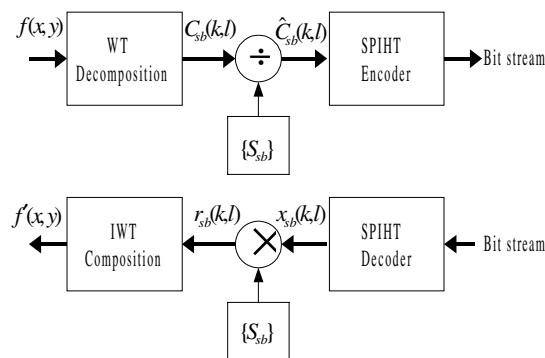 f(x,y)
WT
Decomposition
C_sb(k,l)
÷
Ĉ_sb(k,l)
SPIHT
Encoder
Bit stream
{S_sb}
f'(x,y)
IWT
Composition
r_sb(k,l)
×
x_sb(k,l)
SPIHT
Decoder
Bit stream
{S_sb}